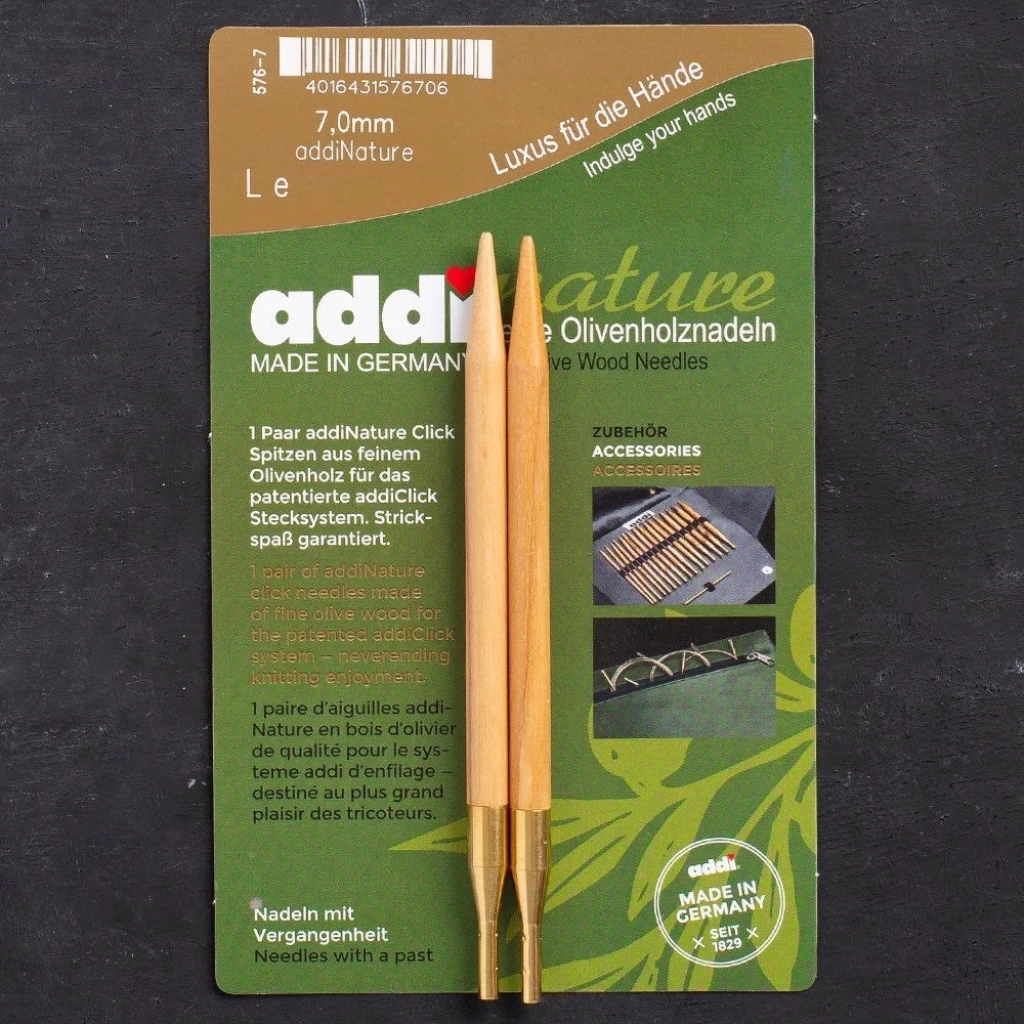 576-7
4016431576706
7,0mm
addiNature
L e
Luxus für die Hände
Indulge your hands
addi nature
Olivenholznadeln
MADE IN GERMANY
Wood Needles
1 Paar addiNature Click
Spitzen aus feinem
Olivenholz für das
patentierte addiClick
Stecksystem. Strick-
spaß garantiert.
1 pair of addiNature
click needles made
of fine olive wood for
the patented addiClick
system – neverending
knitting enjoyment.
1 paire d'aiguilles addi-
Nature en bois d'olivier
de qualité pour le sys-
teme addi d'enfilage –
destiné au plus grand
plaisir des tricoteurs.
Nadeln mit
Vergangenheit
Needles with a past
ZUBEHÖR
ACCESSORIES
ACCESSOIRES
addi
addi
MADE IN
GERMANY
SEIT
1829